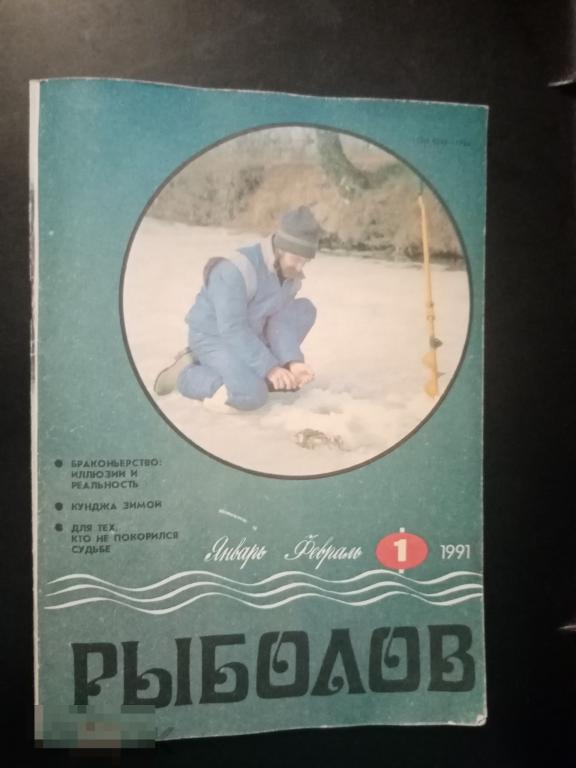 ● БРАКОНЬЕРСТВО:
ИЛЛЮЗИИ И
РЕАЛЬНОСТЬ
● КУНДЖА ЗИМОЙ
● ДЛЯ ТЕХ,
КТО НЕ ПОКОРИЛСЯ
СУДЬБЕ
Январь Февраль 1 1991
РЫБОЛОВ